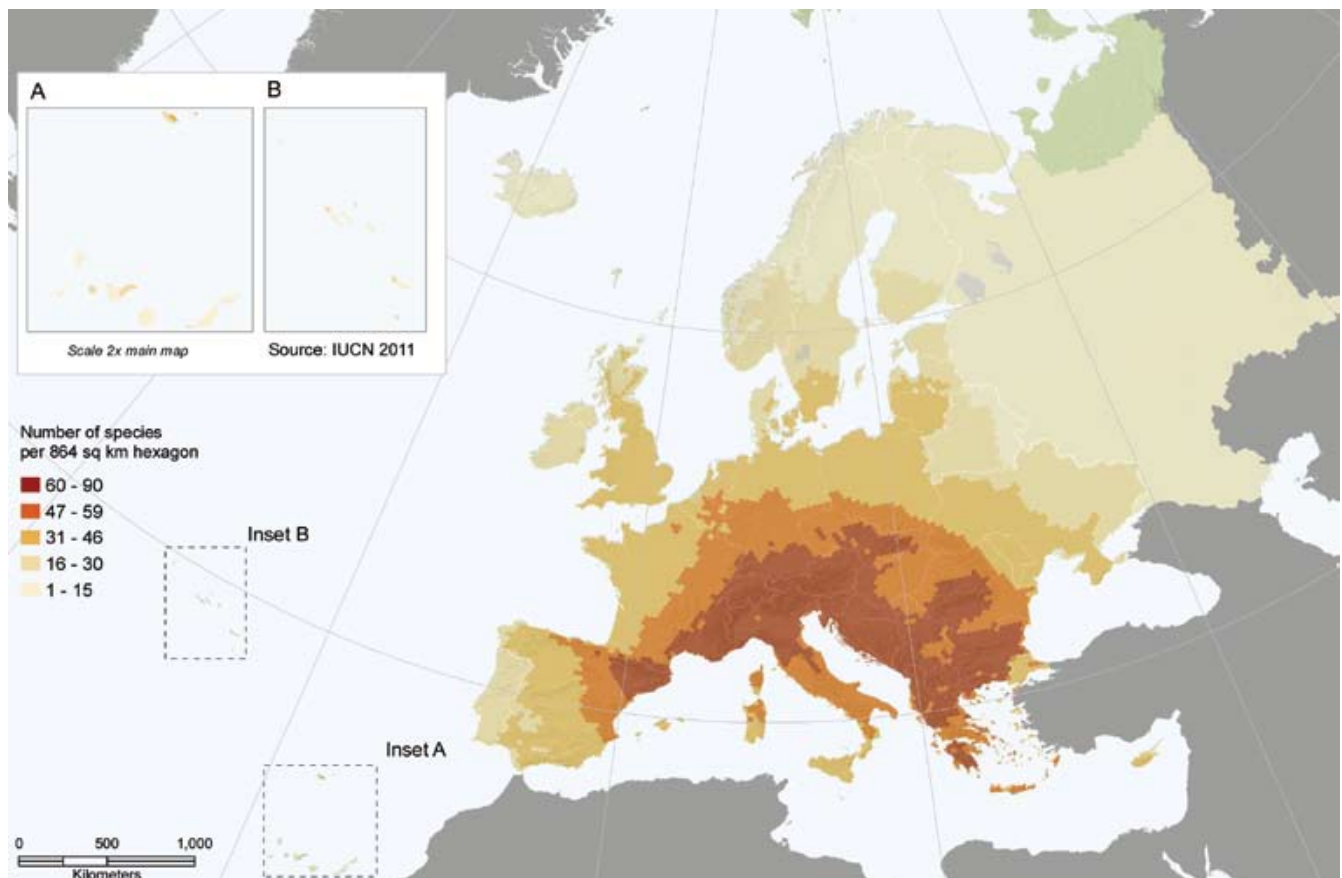 A
B
Scale 2x main map
Source: IUCN 2011
Number of species
per 864 sq km hexagon
60 - 90
47 - 59
31 - 46
16 - 30
1 - 15
Inset B
Inset A
0 500 1,000
Kilometers